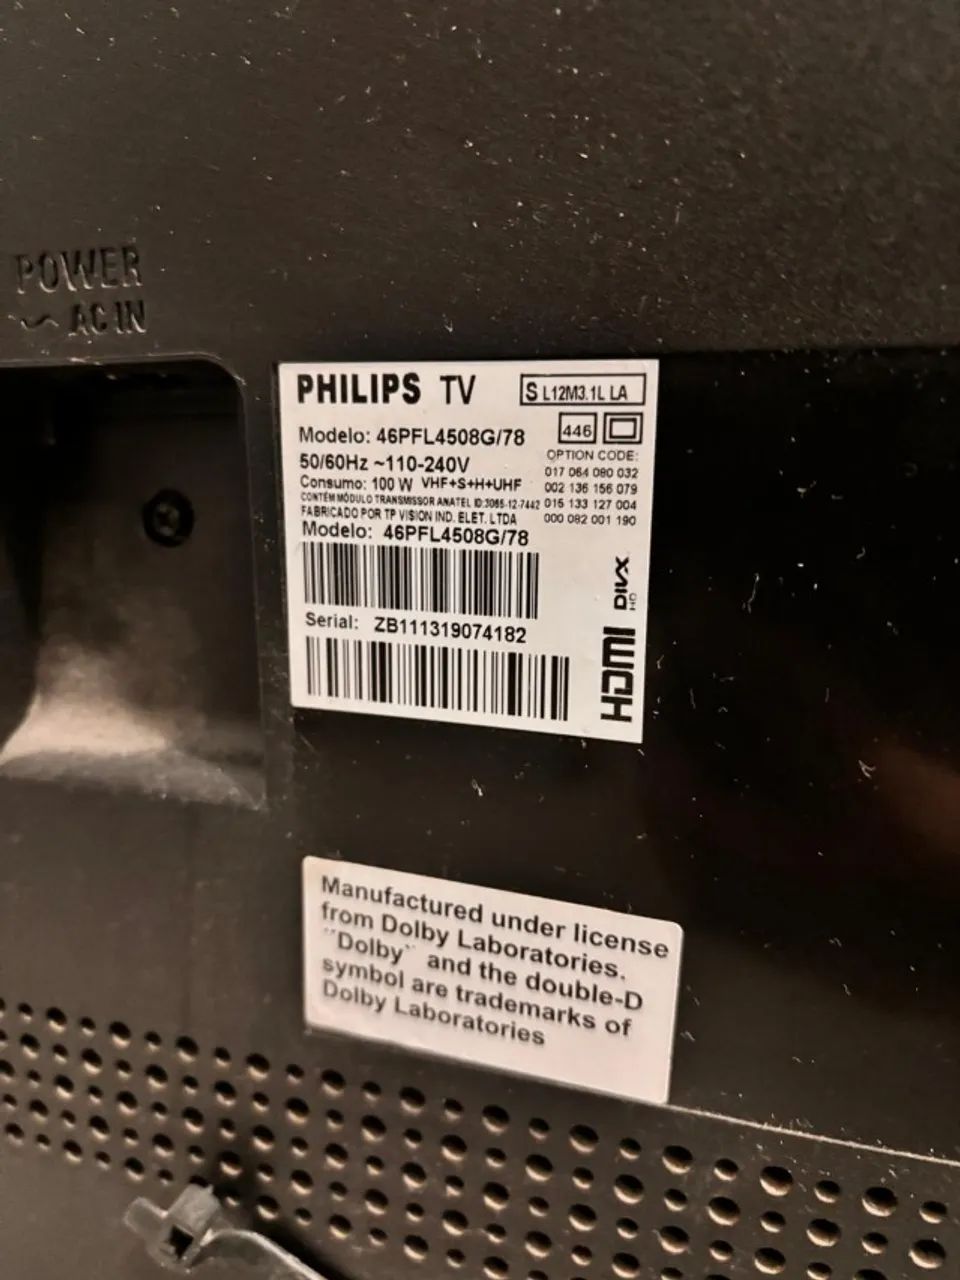 POWER
~ AC IN
PHILIPS TV
S L12M3.1L LA
Modelo: 46PFL4508G/78
446
50/60Hz ~110-240V
OPTION CODE:
Consumo: 100 W VHF+S+H+UHF
017 064 080 032
CONTÉM MÓDULO TRANSMISSOR ANATEL ID:3065-12-7442
002 136 156 079
FABRICADO POR TP VISION IND. ELET. LTDA
015 133 127 004
Modelo: 46PFL4508G/78
000 082 001 190
DIVX
HD
Serial: ZB111319074182
HDMI
Manufactured under license
from Dolby Laboratories.
¨Dolby¨ and the double-D
symbol are trademarks of
Dolby Laboratories